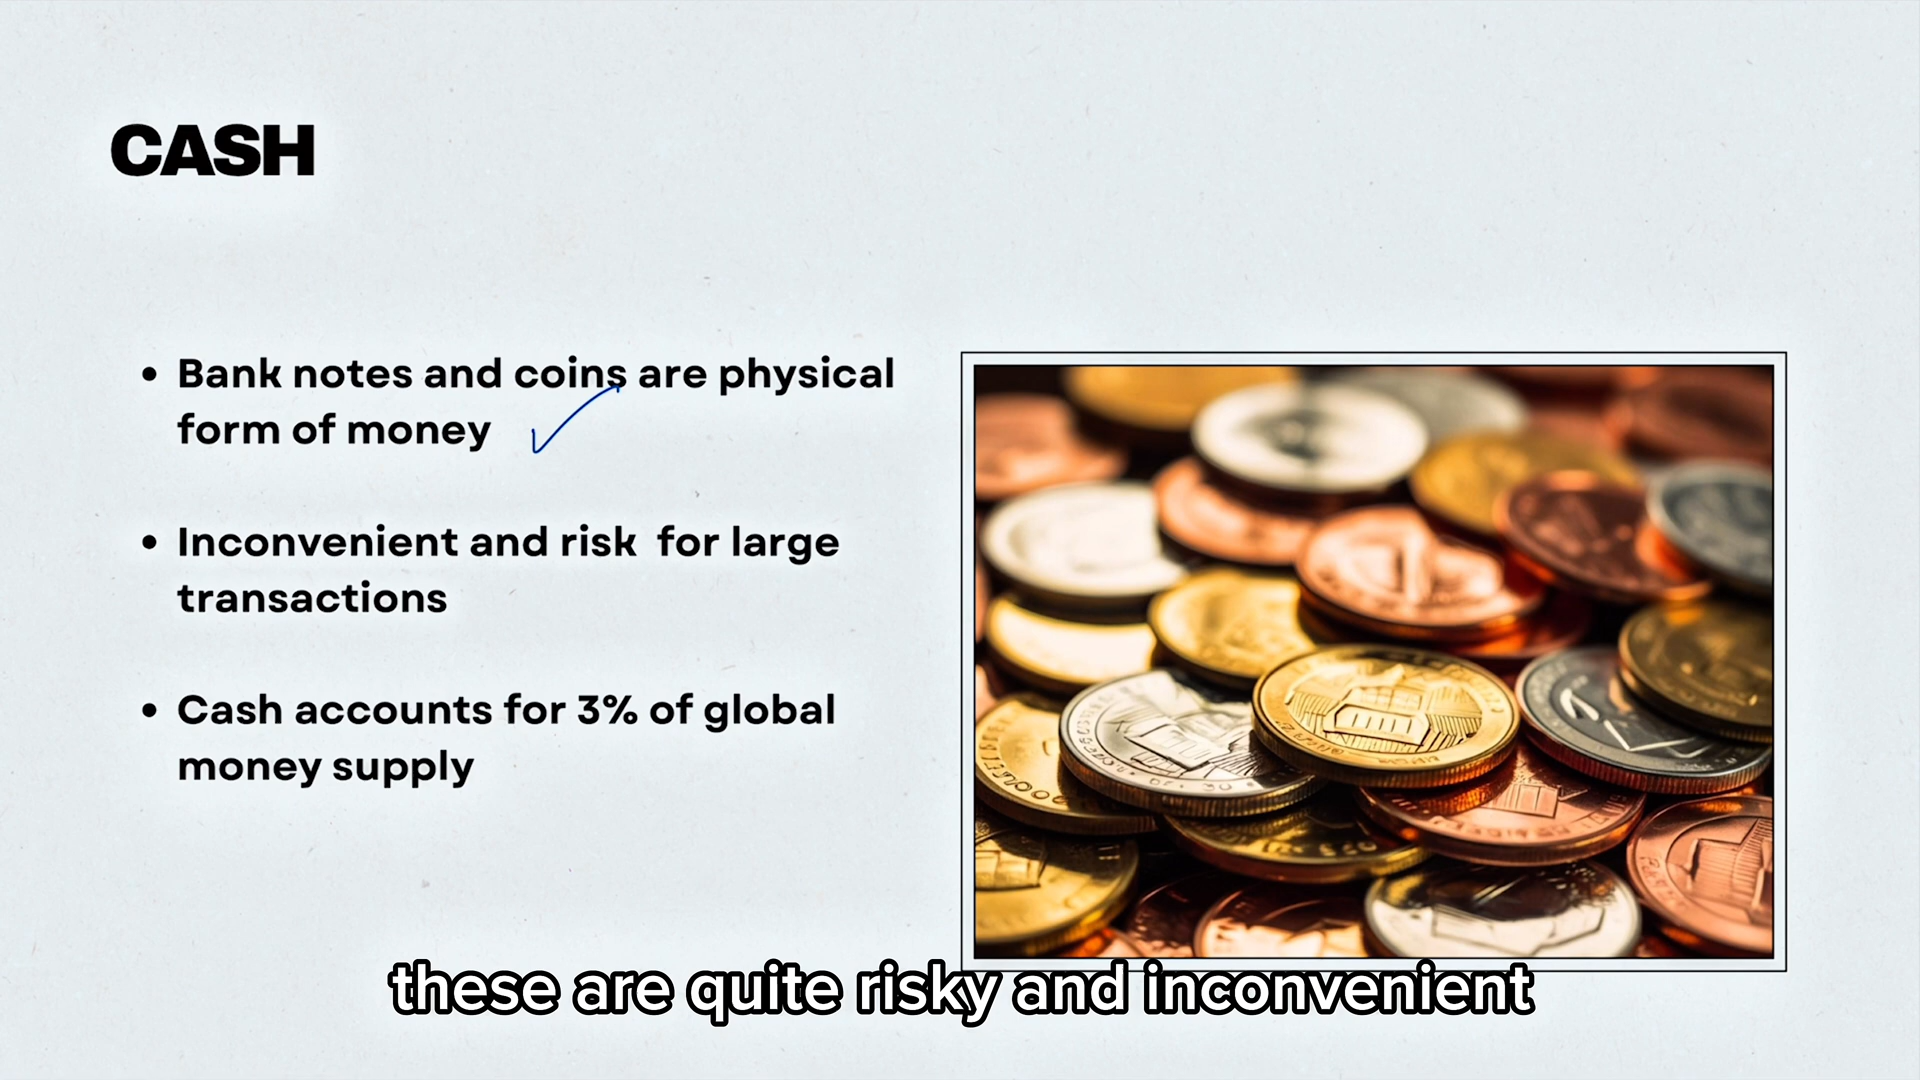 CASH
• Bank notes and coins are physical
form of money
• Inconvenient and risk  for large
transactions
• Cash accounts for 3% of global
money supply
these are quite risky and inconvenient